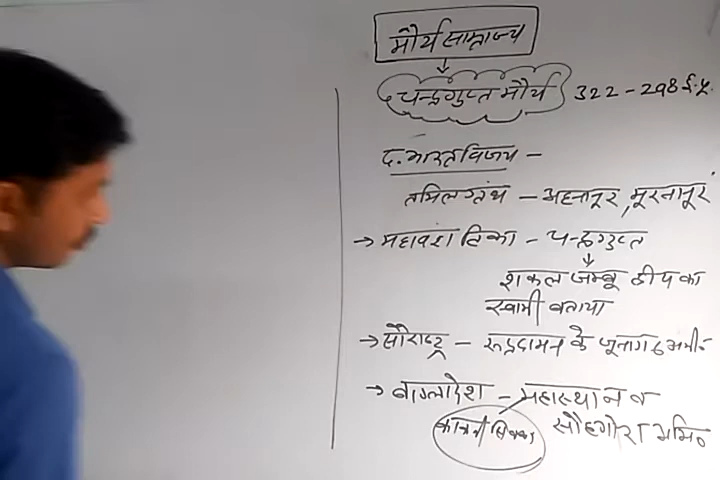 मौर्य साम्राज्य
चन्द्रगुप्त मौर्य 322 - 298 ई.पू.
द. भारत विजय -
तमिल ग्रंथ - अहनानूर, मूरनानूर
→ महावंश टिका - चन्द्रगुप्त
शकल जम्बू द्वीप का
स्वामी बताया
→ सौराष्ट्र - रूद्रदामन के जूनागढ़ अभि॰
→ बांग्लादेश - महास्थान व
सौहगोरा अभि॰